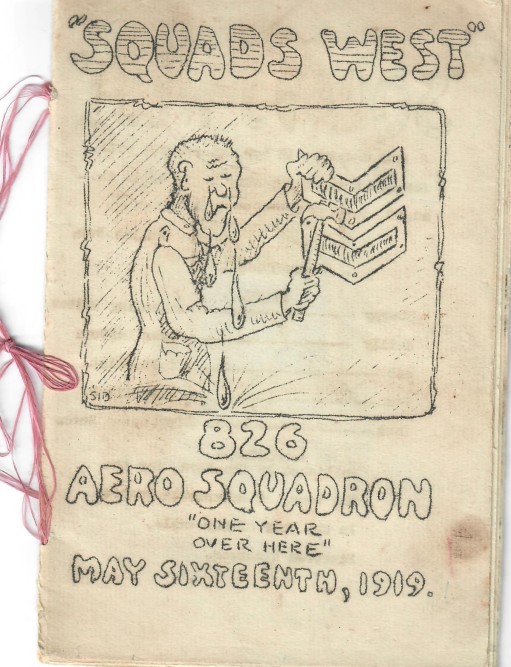 "SQUADS WEST"
SID
826
AERO SQUADRON
"ONE YEAR
OVER HERE"
MAY SIXTEENTH, 1919.